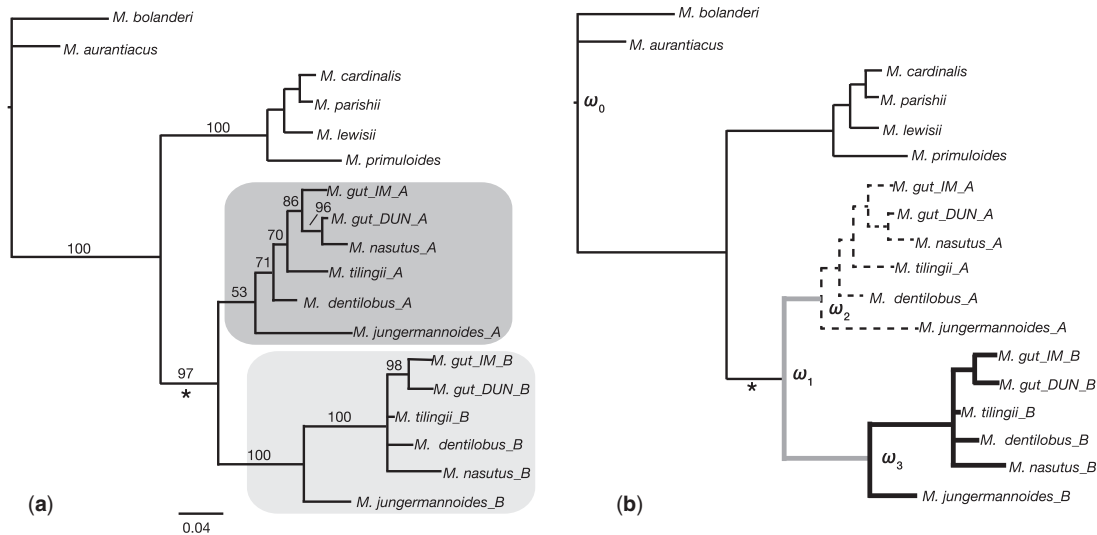 M. bolanderi
M. aurantiacus
M. cardinalis
M. parishii
100
M. lewisii
M. primuloides
M. gut_IM_A
86
96
M. gut_DUN_A
70
M. nasutus_A
100
71
M. tilingii_A
53
M. dentilobus_A
M. jungermannoides_A
97
*
M. gut_IM_B
98
M. gut_DUN_B
100
M. tilingii_B
M. dentilobus_B
100
M. nasutus_B
M. jungermannoides_B
(a)
0.04
M. bolanderi
M. aurantiacus
M. cardinalis
ω0
M. parishii
M. lewisii
M. primuloides
M. gut_IM_A
M. gut_DUN_A
M. nasutus_A
M. tilingii_A
M. dentilobus_A
ω2
M. jungermannoides_A
M. gut_IM_B
ω1
*
M. gut_DUN_B
M. tilingii_B
M. dentilobus_B
ω3
M. nasutus_B
M. jungermannoides_B
(b)